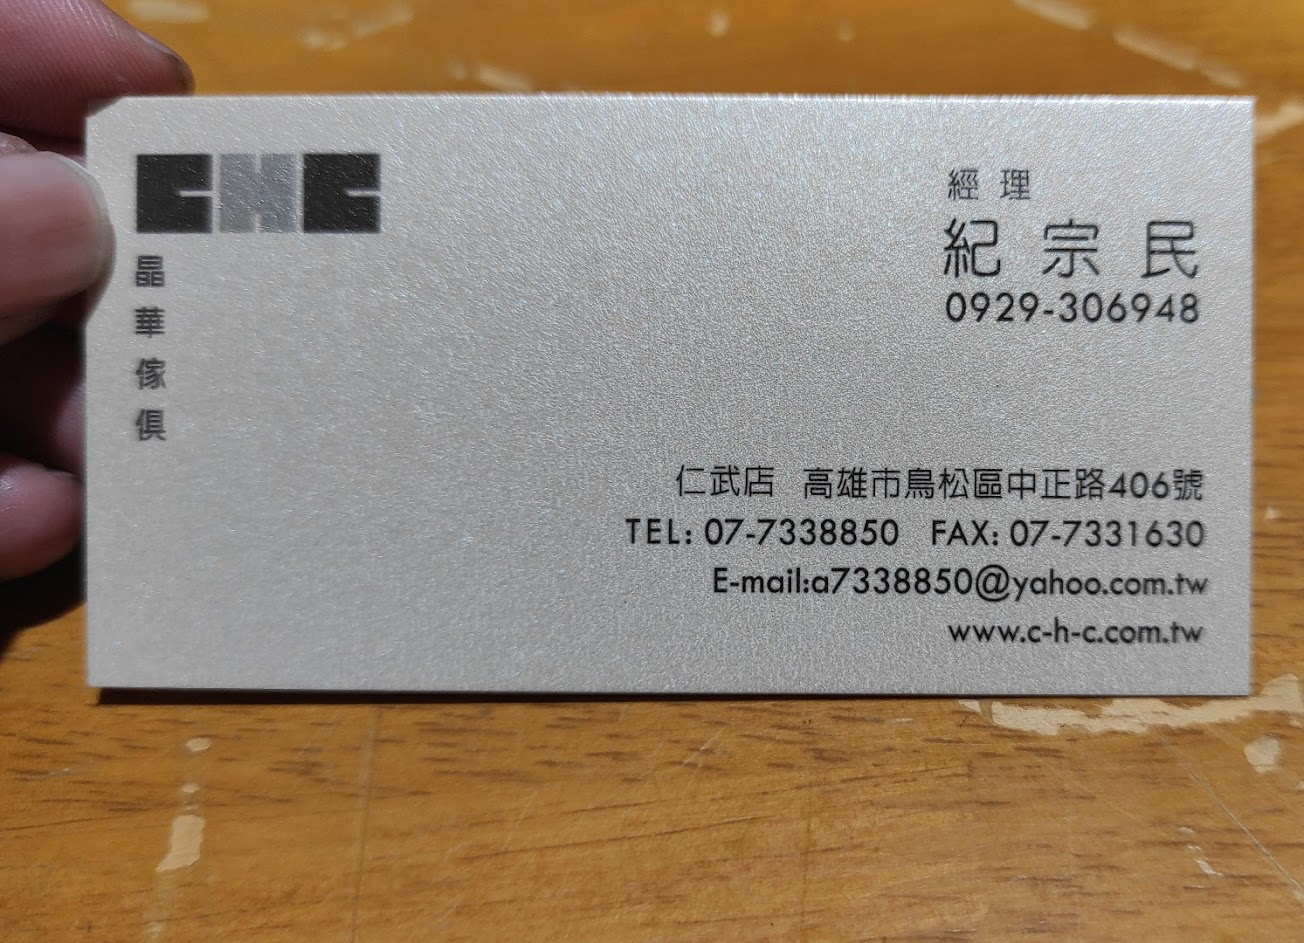 CHC
晶華傢俱
經理
紀宗民
0929-306948
仁武店 高雄市鳥松區中正路406號
TEL: 07-7338850 FAX: 07-7331630
E-mail:a7338850@yahoo.com.tw
www.c-h-c.com.tw